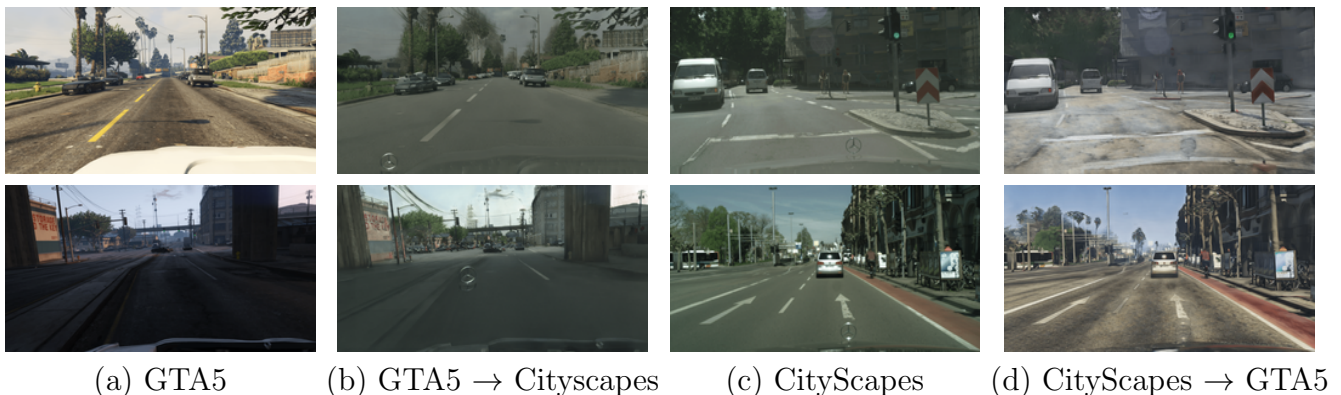 (a) GTA5
(b) GTA5 → Cityscapes
(c) CityScapes
(d) CityScapes → GTA5